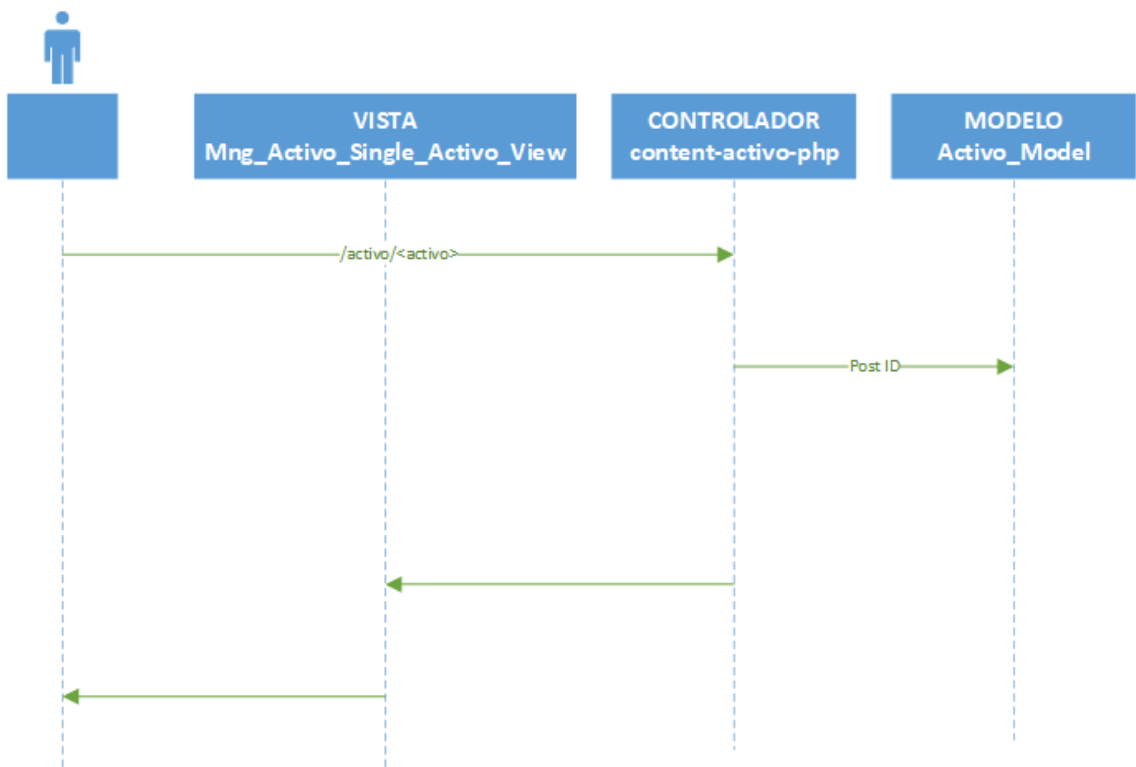 VISTA
Mng_Activo_Single_Activo_View
CONTROLADOR
content-activo-php
MODELO
Activo_Model
/activo/<activo>
Post ID